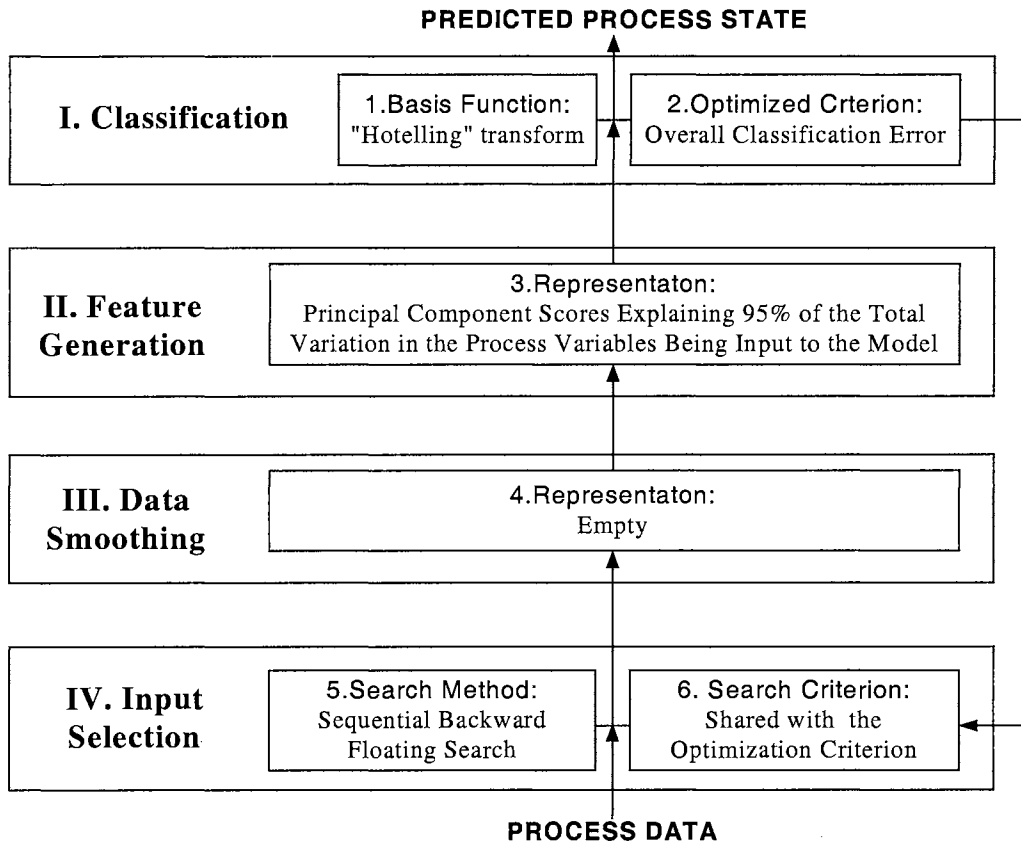 PREDICTED PROCESS STATE
I. Classification
1.Basis Function:
"Hotelling" transform
2.Optimized Crterion:
Overall Classification Error
II. Feature
Generation
3.Representaton:
Principal Component Scores Explaining 95% of the Total
Variation in the Process Variables Being Input to the Model
III. Data
Smoothing
4.Representaton:
Empty
IV. Input
Selection
5.Search Method:
Sequential Backward
Floating Search
6. Search Criterion:
Shared with the
Optimization Criterion
PROCESS DATA